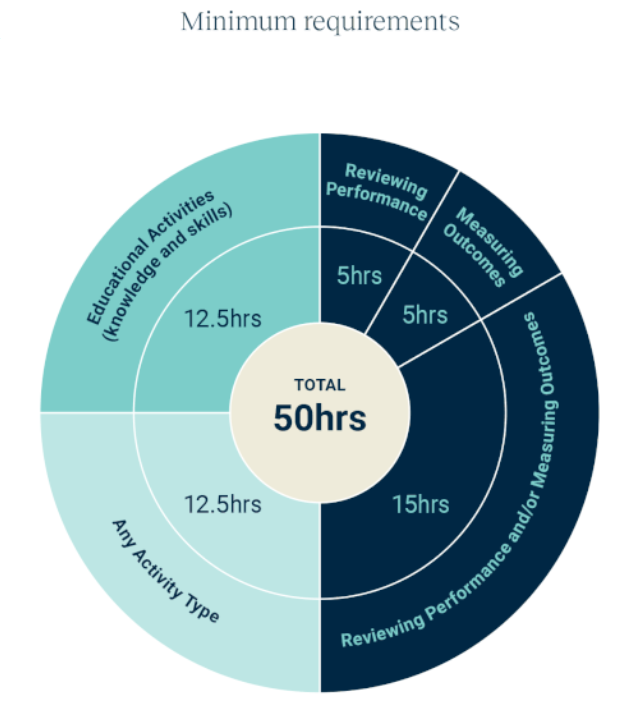 Minimum requirements
Reviewing
Performance
Measuring
Outcomes
Educational Activities
(knowledge and skills)
5hrs
5hrs
12.5hrs
TOTAL
50hrs
12.5hrs
15hrs
Any Activity Type
Reviewing Performance and/or Measuring Outcomes